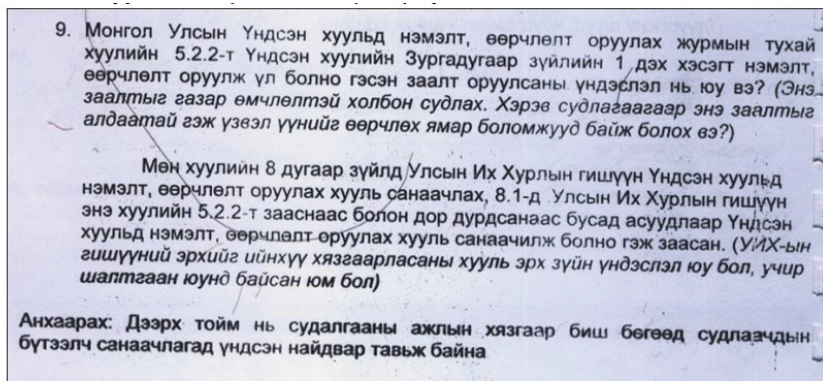 9. Монгол Улсын Үндсэн хуульд нэмэлт, өөрчлөлт оруулах журмын тухай
хуулийн 5.2.2-т Үндсэн хуулийн Зургадугаар зүйлийн 1 дэх хэсэгт нэмэлт,
өөрчлөлт оруулж үл болно гэсэн заалт оруулсаны үндэслэл нь юу вэ? (Энэ
заалтыг газар өмчлөлтэй холбон судлах. Хэрэв судлагаагаар энэ заалтыг
алдаатай гэж үзвэл үүнийг өөрчлөх ямар боломжууд байж болох вэ?)
Мөн хуулийн 8 дугаар зүйлд Улсын Их Хурлын гишүүн Үндсэн хуульд
нэмэлт, өөрчлөлт оруулах хууль санаачлах, 8.1-д Улсын Их Хурлын гишүүн
энэ хуулийн 5.2.2-т зааснаас болон дор дурдсанаас бусад асуудлаар Үндсэн
хуульд нэмэлт, өөрчлөлт оруулах хууль санаачилж болно гэж заасан. (УИХ-ын
гишүүний эрхийг ийнхүү хязгаарласаны хууль эрх зүйн үндэслэл юу бол, учир
шалтгаан юунд байсан юм бол)
Анхаарах: Дээрх тойм нь судалгааны ажлын хязгаар биш бөгөөд судлаачдын
бүтээлч санаачлагад үндсэн найдвар тавьж байна